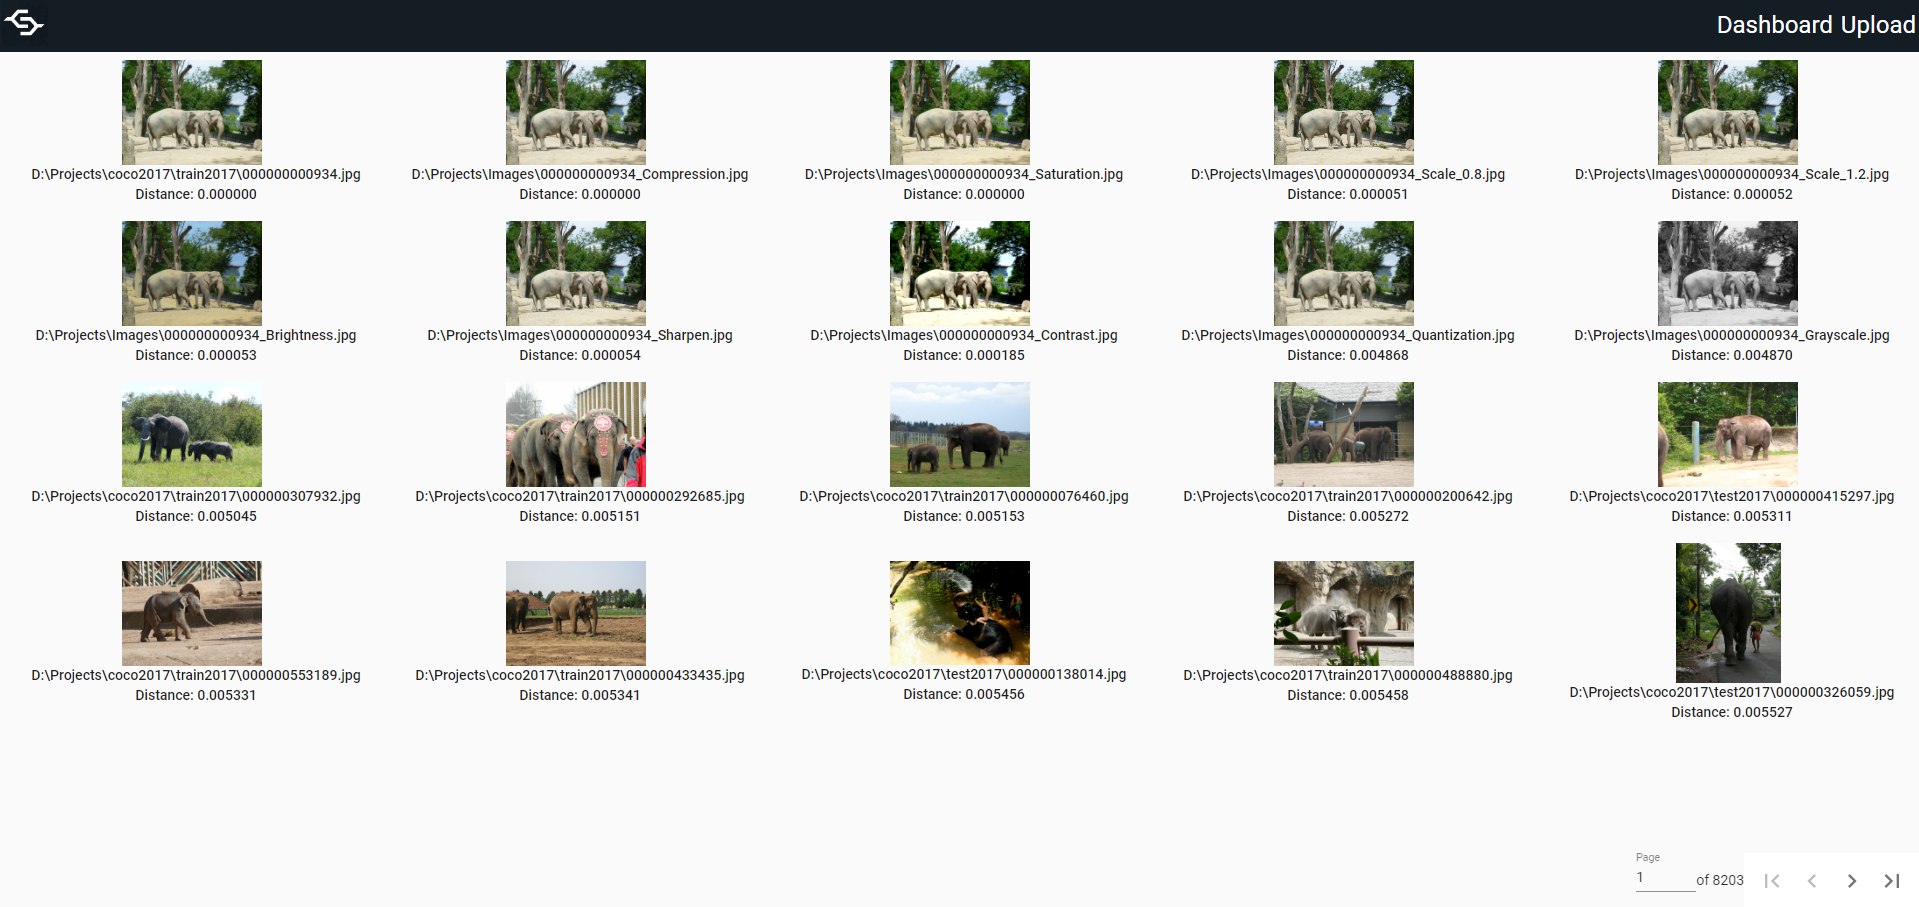 Dashboard Upload
D:\Projects\coco2017\train2017\000000000934.jpg
Distance: 0.000000
D:\Projects\Images\000000000934_Compression.jpg
Distance: 0.000000
D:\Projects\Images\000000000934_Saturation.jpg
Distance: 0.000000
D:\Projects\Images\000000000934_Scale_0.8.jpg
Distance: 0.000051
D:\Projects\Images\000000000934_Scale_1.2.jpg
Distance: 0.000052
D:\Projects\Images\000000000934_Brightness.jpg
Distance: 0.000053
D:\Projects\Images\000000000934_Sharpen.jpg
Distance: 0.000054
D:\Projects\Images\000000000934_Contrast.jpg
Distance: 0.000185
D:\Projects\Images\000000000934_Quantization.jpg
Distance: 0.004868
D:\Projects\Images\000000000934_Grayscale.jpg
Distance: 0.004870
D:\Projects\coco2017\train2017\000000307932.jpg
Distance: 0.005045
D:\Projects\coco2017\train2017\000000292685.jpg
Distance: 0.005151
D:\Projects\coco2017\train2017\000000076460.jpg
Distance: 0.005153
D:\Projects\coco2017\train2017\000000200642.jpg
Distance: 0.005272
D:\Projects\coco2017\test2017\000000415297.jpg
Distance: 0.005311
D:\Projects\coco2017\train2017\000000553189.jpg
Distance: 0.005331
D:\Projects\coco2017\train2017\000000433435.jpg
Distance: 0.005341
D:\Projects\coco2017\test2017\000000138014.jpg
Distance: 0.005456
D:\Projects\coco2017\train2017\000000488880.jpg
Distance: 0.005458
D:\Projects\coco2017\test2017\000000326059.jpg
Distance: 0.005527
Page
1 of 8203